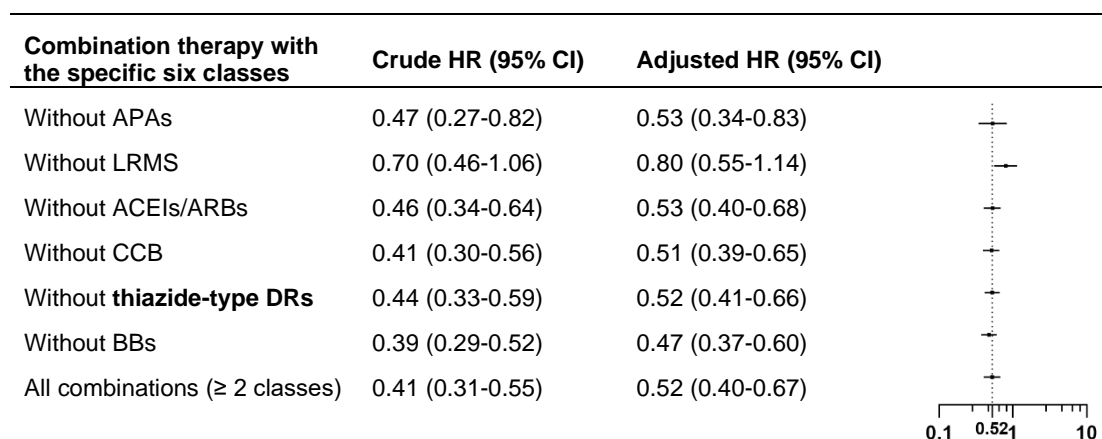 Combination therapy with the specific six classes Crude HR (95% CI) Adjusted HR (95% CI)
Without APAs 0.47 (0.27-0.82) 0.53 (0.34-0.83)
Without LRMS 0.70 (0.46-1.06) 0.80 (0.55-1.14)
Without ACEIs/ARBs 0.46 (0.34-0.64) 0.53 (0.40-0.68)
Without CCB 0.41 (0.30-0.56) 0.51 (0.39-0.65)
Without thiazide-type DRs 0.44 (0.33-0.59) 0.52 (0.41-0.66)
Without BBs 0.39 (0.29-0.52) 0.47 (0.37-0.60)
All combinations (≥ 2 classes) 0.41 (0.31-0.55) 0.52 (0.40-0.67)
0.1 0.52 1 10